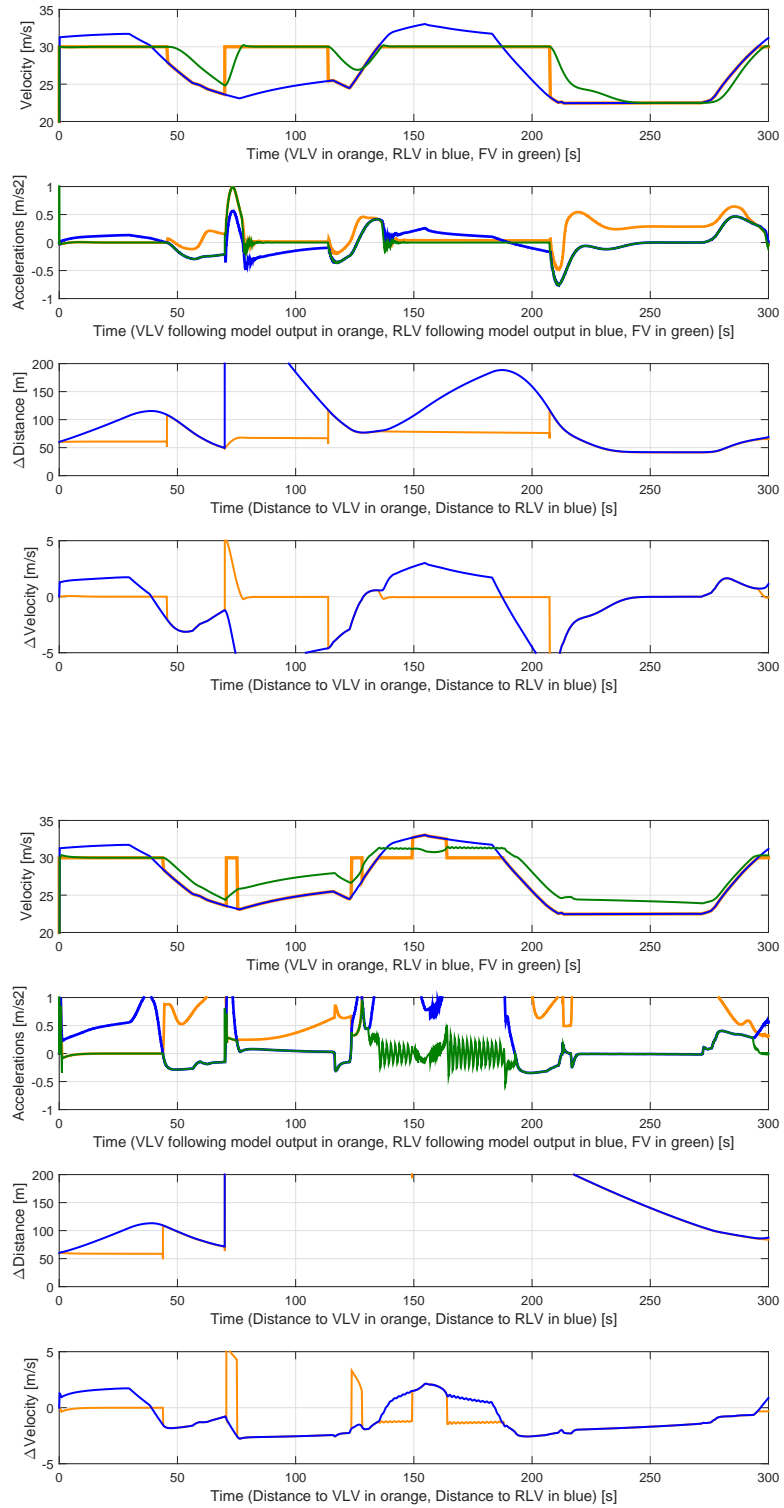 35
30
25
20
Velocity [m/s]
0 50 100 150 200 250 300
Time (VLV in orange, RLV in blue, FV in green) [s]
1
0.5
0
-0.5
-1
Accelerations [m/s2]
0 50 100 150 200 250 300
Time (VLV following model output in orange, RLV following model output in blue, FV in green) [s]
200
150
100
50
0
Δ Distance [m]
0 50 100 150 200 250 300
Time (Distance to VLV in orange, Distance to RLV in blue) [s]
5
0
-5
Δ Velocity [m/s]
0 50 100 150 200 250 300
Time (Distance to VLV in orange, Distance to RLV in blue) [s]
35
30
25
20
Velocity [m/s]
0 50 100 150 200 250 300
Time (VLV in orange, RLV in blue, FV in green) [s]
1
0.5
0
-0.5
-1
Accelerations [m/s2]
0 50 100 150 200 250 300
Time (VLV following model output in orange, RLV following model output in blue, FV in green) [s]
200
150
100
50
0
Δ Distance [m]
0 50 100 150 200 250 300
Time (Distance to VLV in orange, Distance to RLV in blue) [s]
5
0
-5
Δ Velocity [m/s]
0 50 100 150 200 250 300
Time (Distance to VLV in orange, Distance to RLV in blue) [s]